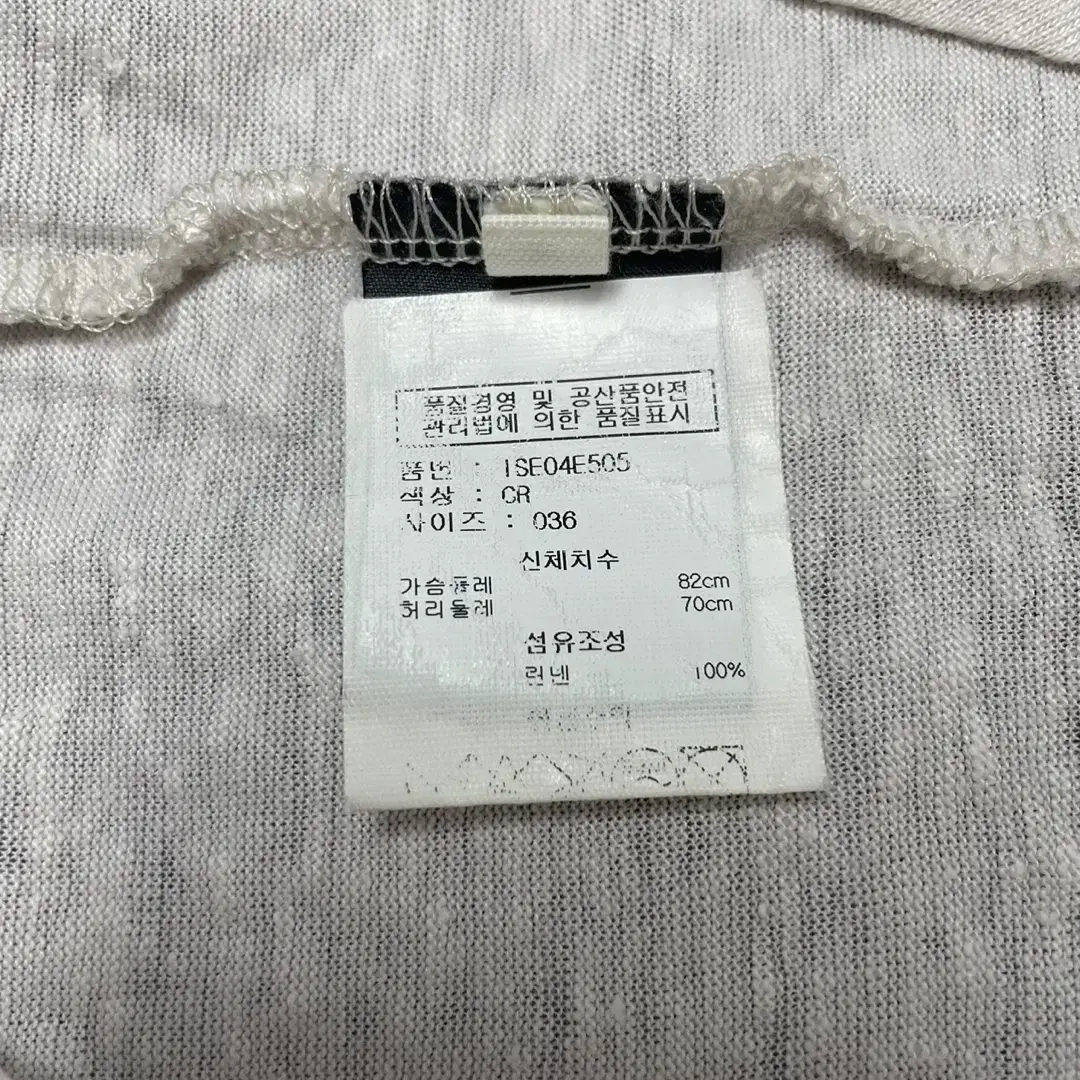 품질경영 및 공산품안전
관리법에 의한 품질표시
품번 : ISE04E505
색상 : CR
사이즈 : 036
신체치수
가슴둘레 82cm
허리둘레 70cm
섬유조성
린넨 100%